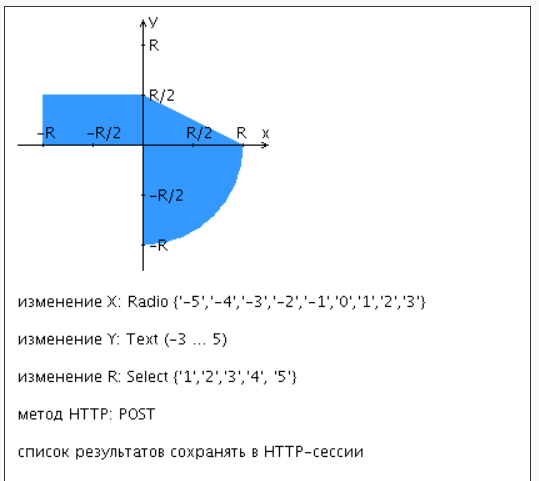 y
R
R/2
-R -R/2 R/2 R x
-R/2
-R
изменение X: Radio {'-5','-4','-3','-2','-1','0','1','2','3'}
изменение Y: Text (-3 ... 5)
изменение R: Select {'1','2','3','4', '5'}
метод HTTP: POST
список результатов сохранять в HTTP-сессии